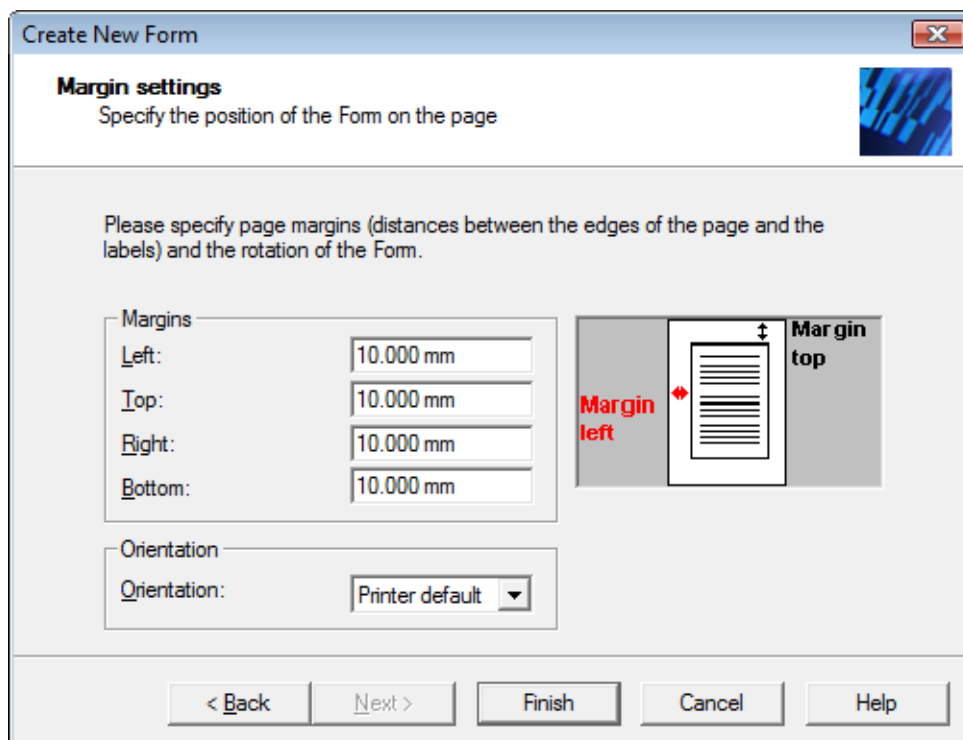 Create New Form
Margin settings
Specify the position of the Form on the page
Please specify page margins (distances between the edges of the page and the
labels) and the rotation of the Form.
Margins
Left: 10.000 mm
Top: 10.000 mm
Right: 10.000 mm
Bottom: 10.000 mm
Margin
top
Margin
left
Orientation
Orientation: Printer default
< Back Next > Finish Cancel Help